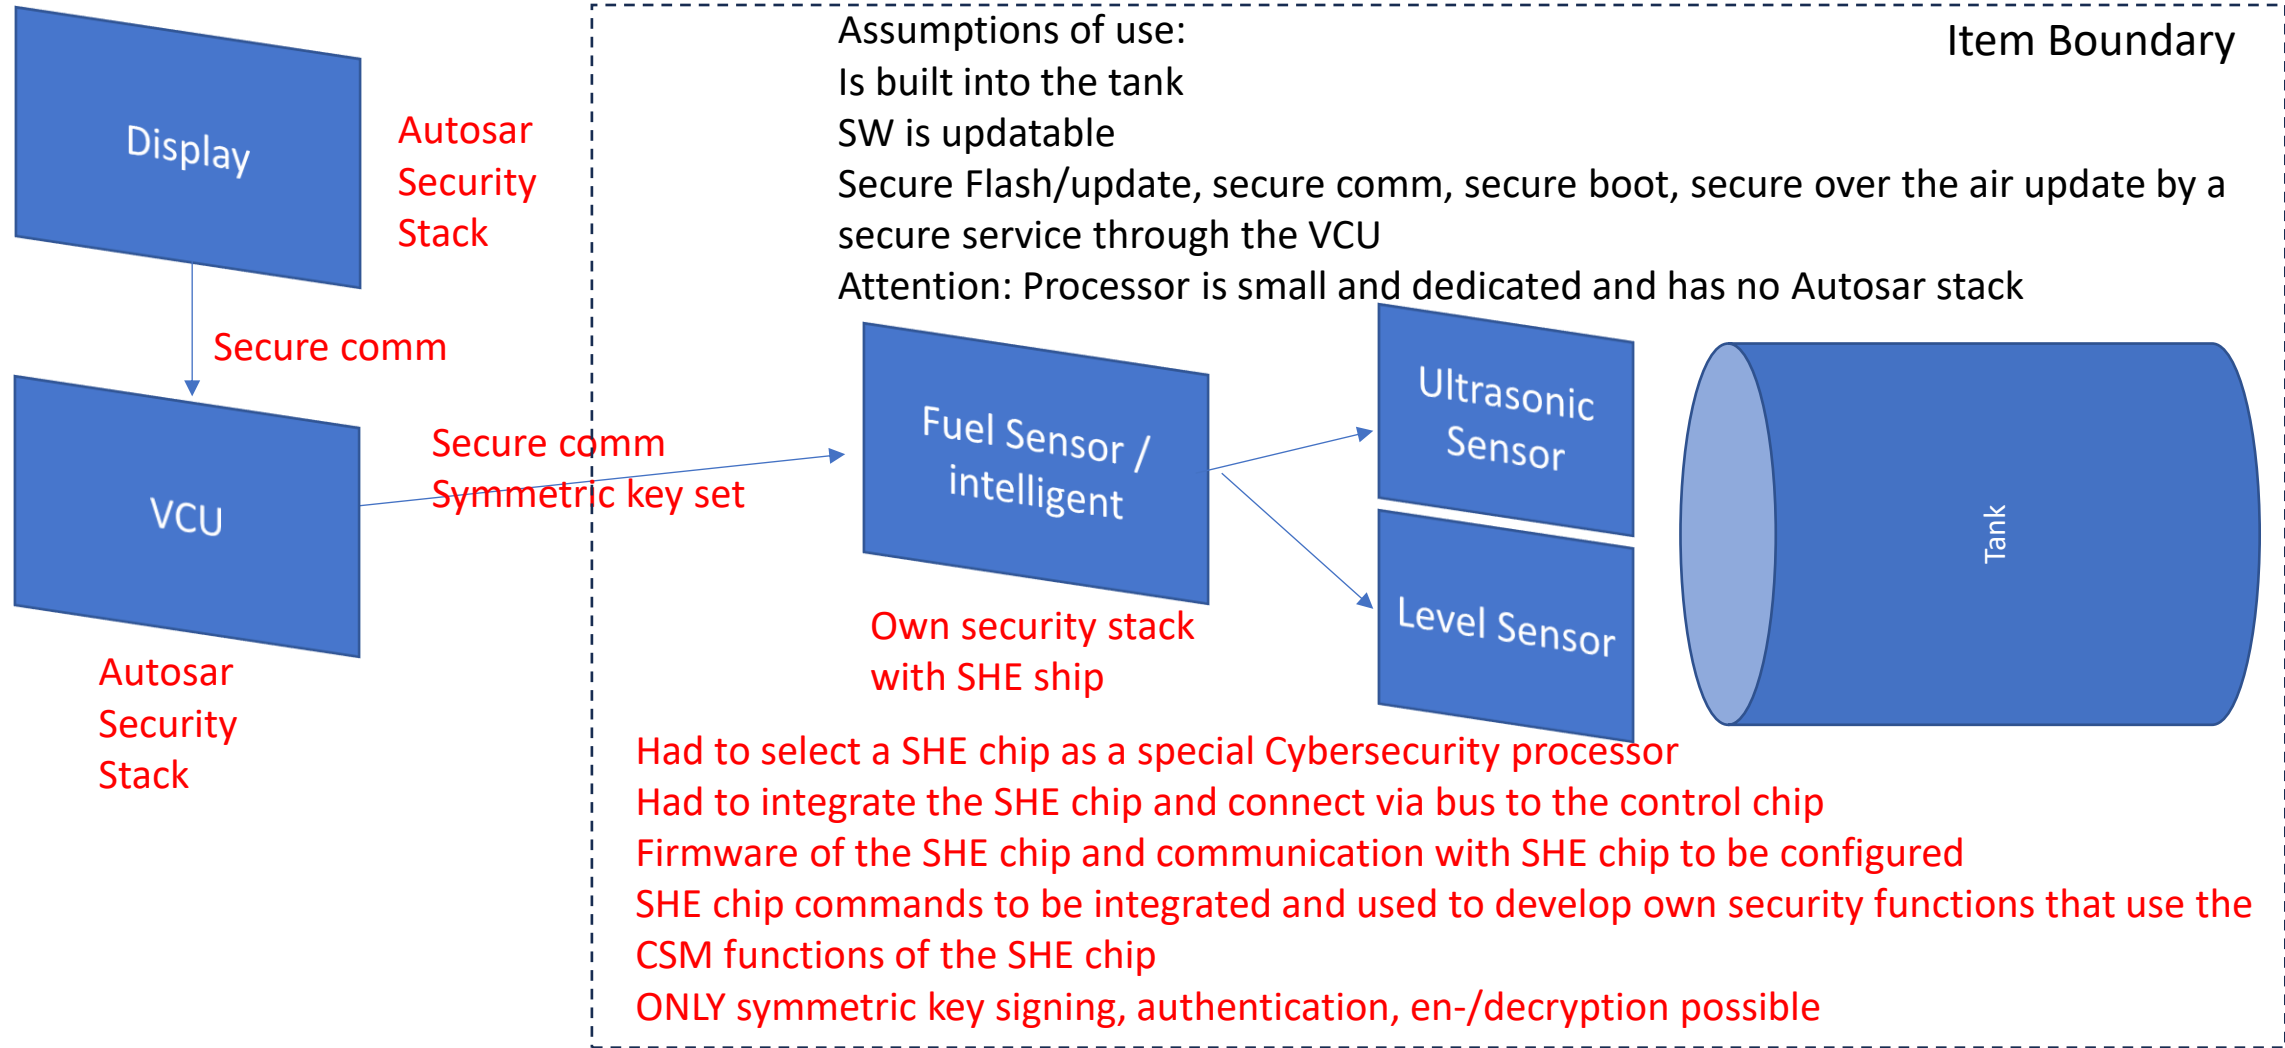 Assumptions of use:
Item Boundary
Is built into the tank
SW is updatable
Secure Flash/update, secure comm, secure boot, secure over the air update by a
secure service through the VCU
Attention: Processor is small and dedicated and has no Autosar stack
Display
Autosar
Security
Stack
Secure comm
VCU
Autosar
Security
Stack
Secure comm
Symmetric key set
Fuel Sensor /
intelligent
Own security stack
with SHE ship
Ultrasonic
Sensor
Level Sensor
Tank
Had to select a SHE chip as a special Cybersecurity processor
Had to integrate the SHE chip and connect via bus to the control chip
Firmware of the SHE chip and communication with SHE chip to be configured
SHE chip commands to be integrated and used to develop own security functions that use the
CSM functions of the SHE chip
ONLY symmetric key signing, authentication, en-/decryption possible